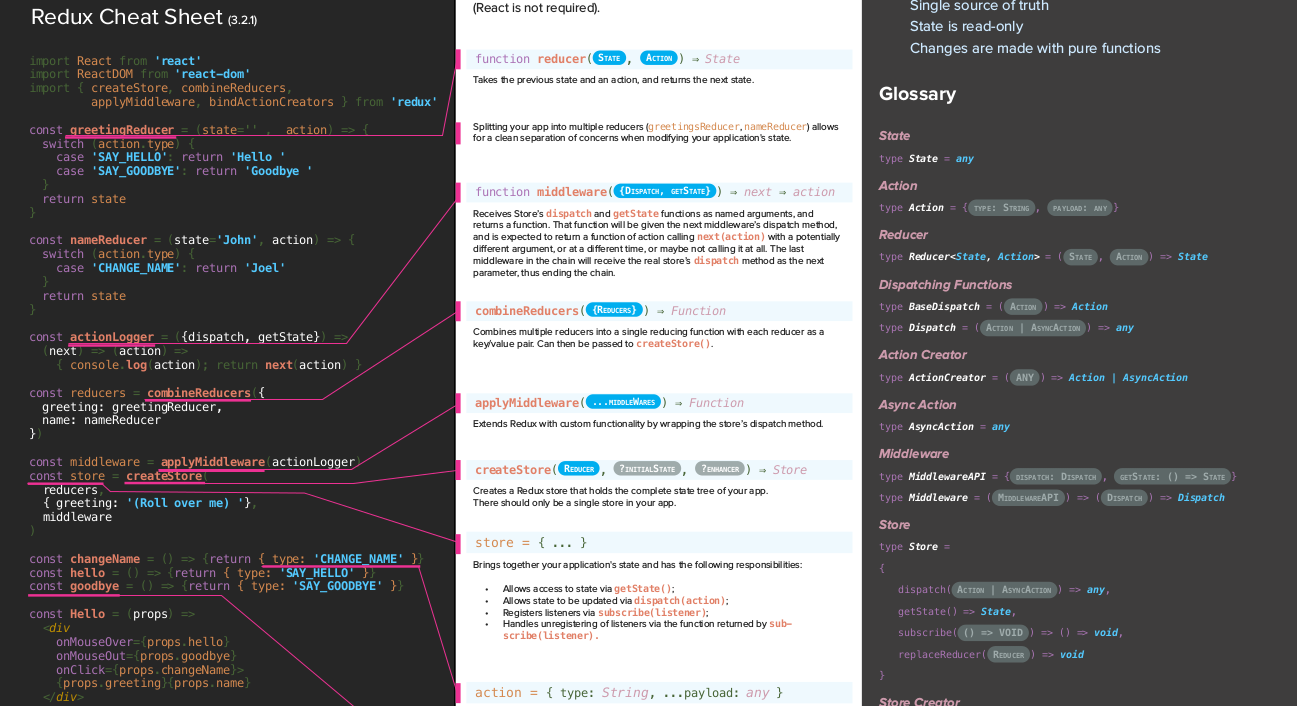 Redux Cheat Sheet (3.2.1)
import React from 'react'
import ReactDOM from 'react-dom'
import { createStore, combineReducers,
applyMiddleware, bindActionCreators } from 'redux'
const greetingReducer = (state='' , action) => {
switch (action.type) {
case 'SAY_HELLO': return 'Hello '
case 'SAY_GOODBYE': return 'Goodbye '
}
return state
}
const nameReducer = (state='John', action) => {
switch (action.type) {
case 'CHANGE_NAME': return 'Joel'
}
return state
}
const actionLogger = ({dispatch, getState}) =>
(next) => (action) =>
{ console.log(action); return next(action) }
const reducers = combineReducers({
greeting: greetingReducer,
name: nameReducer
})
const middleware = applyMiddleware(actionLogger)
const store = createStore(
reducers,
{ greeting: '(Roll over me) '},
middleware
)
const changeName = () => {return { type: 'CHANGE_NAME' }}
const hello = () => {return { type: 'SAY_HELLO' }}
const goodbye = () => {return { type: 'SAY_GOODBYE' }}
const Hello = (props) =>
<div
onMouseOver={props.hello}
onMouseOut={props.goodbye}
onClick={props.changeName}>
{props.greeting}{props.name}
</div>
(React is not required).
function reducer(State, Action) ⇒ State
Takes the previous state and an action, and returns the next state.
Splitting your app into multiple reducers (greetingsReducer, nameReducer) allows
for a clean separation of concerns when modifying your application's state.
function middleware({Dispatch, getState}) ⇒ next ⇒ action
Receives Store's dispatch and getState functions as named arguments, and
returns a function. That function will be given the next middleware's dispatch method,
and is expected to return a function of action calling next(action) with a potentially
different argument, or at a different time, or maybe not calling it at all. The last
middleware in the chain will receive the real store's dispatch method as the next
parameter, thus ending the chain.
combineReducers({Reducers}) ⇒ Function
Combines multiple reducers into a single reducing function with each reducer as a
key/value pair. Can then be passed to createStore().
applyMiddleware(...middleWares) ⇒ Function
Extends Redux with custom functionality by wrapping the store's dispatch method.
createStore(Reducer, ?initialState, ?enhancer) ⇒ Store
Creates a Redux store that holds the complete state tree of your app.
There should only be a single store in your app.
store = { ... }
Brings together your application's state and has the following responsibilities:
• Allows access to state via getState();
• Allows state to be updated via dispatch(action);
• Registers listeners via subscribe(listener);
• Handles unregistering of listeners via the function returned by sub-
scribe(listener).
action = { type: String, ...payload: any }
Single source of truth
State is read-only
Changes are made with pure functions
Glossary
State
type State = any
Action
type Action = {type: String, payload: any}
Reducer
type Reducer<State, Action> = (State, Action) => State
Dispatching Functions
type BaseDispatch = (Action) => Action
type Dispatch = (Action | AsyncAction) => any
Action Creator
type ActionCreator = (ANY) => Action | AsyncAction
Async Action
type AsyncAction = any
Middleware
type MiddlewareAPI = {dispatch: Dispatch, getState: () => State}
type Middleware = (MiddlewareAPI) => (Dispatch) => Dispatch
Store
type Store =
{
dispatch(Action | AsyncAction) => any,
getState() => State,
subscribe(() => VOID) => () => void,
replaceReducer(Reducer) => void
}
Store Creator